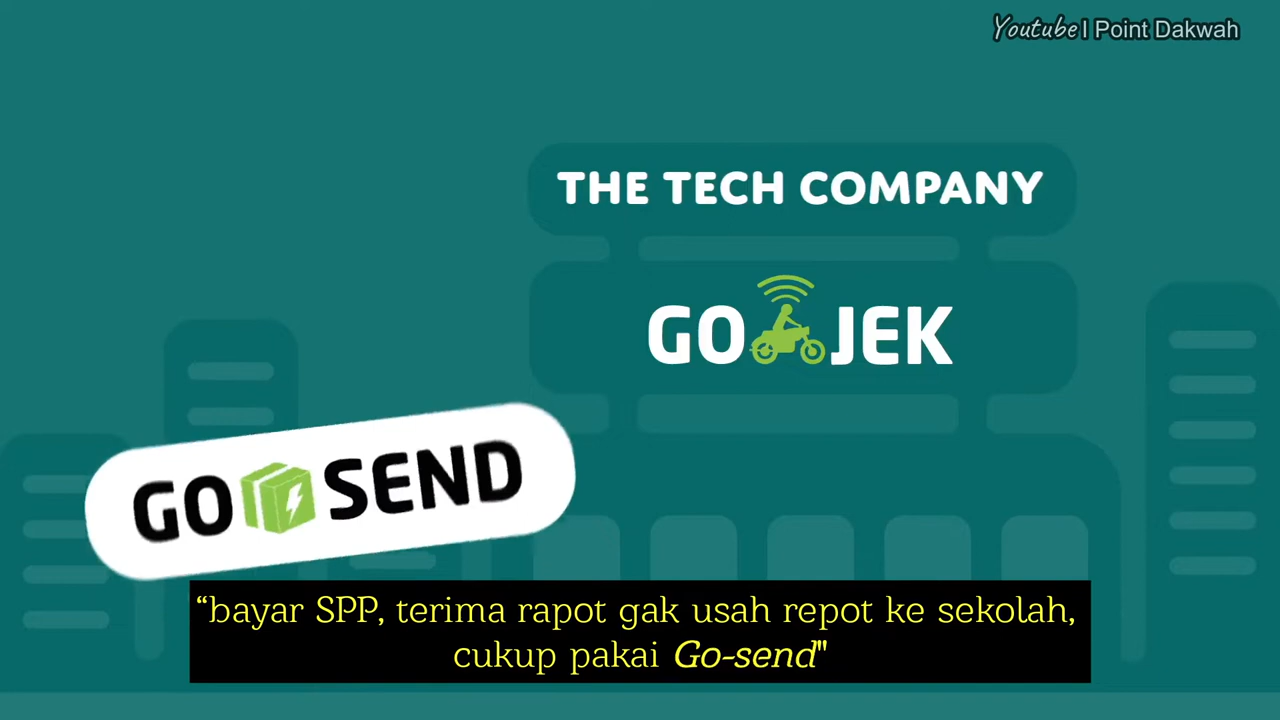 Youtube| Point Dakwah
THE TECH COMPANY
GO JEK
GO SEND
“bayar SPP, terima rapot gak usah repot ke sekolah,
cukup pakai Go-send"